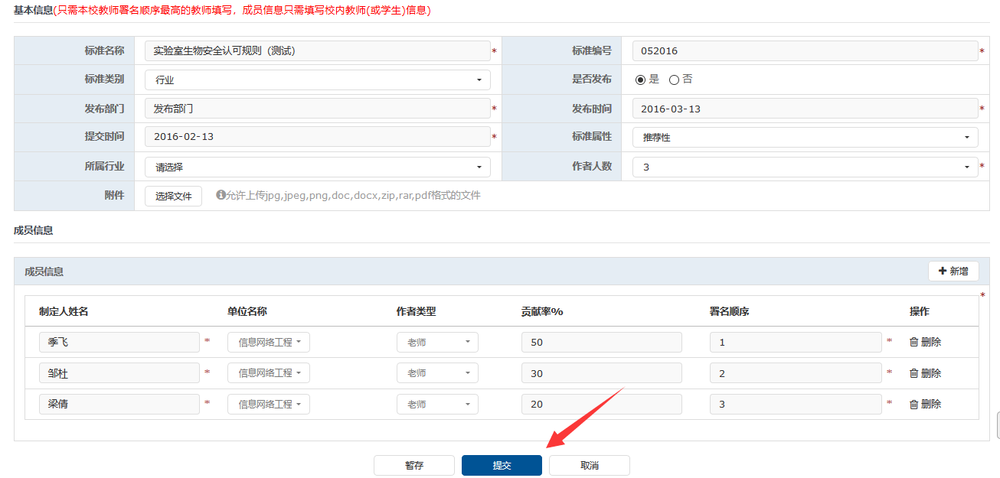 基本信息(只需本校教师署名顺序最高的教师填写，成员信息只需填写校内教师(或学生)信息)
标准名称 实验室生物安全认可规则（测试） * 标准编号 052016 *
标准类别 行业 是否发布 是 否
发布部门 发布部门 * 发布时间 2016-03-13 *
提交时间 2016-02-13 * 标准属性 推荐性
所属行业 请选择 作者人数 3 *
附件 选择文件 允许上传jpg,jpeg,png,doc,docx,zip,rar,pdf格式的文件
成员信息
成员信息 新增
*
制定人姓名 单位名称 作者类型 贡献率% 署名顺序 操作
季飞 * 信息网络工程 老师 50 1 * 删除
邹杜 * 信息网络工程 老师 30 2 * 删除
梁倩 * 信息网络工程 老师 20 3 * 删除
暂存 提交 取消